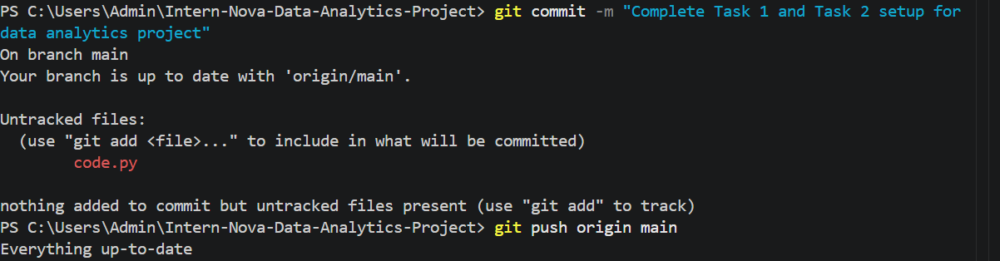 PS C:\Users\Admin\Intern-Nova-Data-Analytics-Project> git commit -m "Complete Task 1 and Task 2 setup for
data analytics project"
On branch main
Your branch is up to date with 'origin/main'.

Untracked files:
  (use "git add <file>..." to include in what will be committed)
        code.py

nothing added to commit but untracked files present (use "git add" to track)
PS C:\Users\Admin\Intern-Nova-Data-Analytics-Project> git push origin main
Everything up-to-date